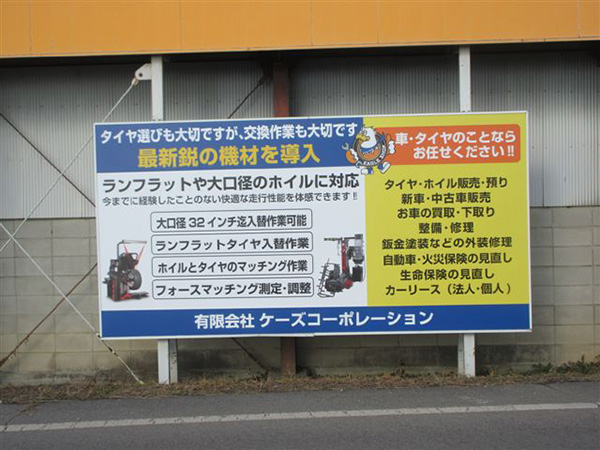 タイヤ選びも大切ですが、交換作業も大切です
最新鋭の機材を導入
ランフラットや大口径のホイルに対応
今までに経験したことのない快適な走行性能を体感できます!!
大口径32インチ迄入替作業可能
ランフラットタイヤ入替作業
ホイルとタイヤのマッチング作業
フォースマッチング測定・調整
EAGLE
車・タイヤのことなら
お任せください!!
タイヤ・ホイル販売・預り
新車・中古車販売
お車の買取・下取り
整備・修理
鈑金塗装などの外装修理
自動車・火災保険の見直し
生命保険の見直し
カーリース（法人・個人）
有限会社 ケーズコーポレーション